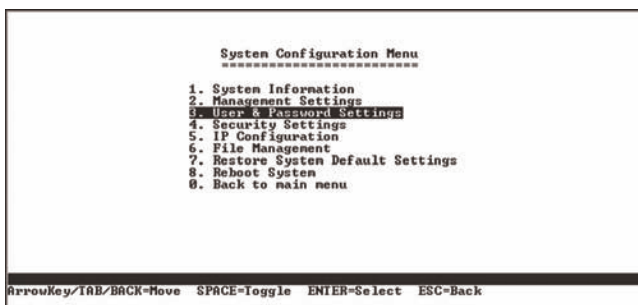 System Configuration Menu
==========================
1. System Information
2. Management Settings
3. User & Password Settings
4. Security Settings
5. IP Configuration
6. File Management
7. Restore System Default Settings
8. Reboot System
0. Back to main menu
ArrowKey/TAB/BACK=Move SPACE=Toggle ENTER=Select ESC=Back